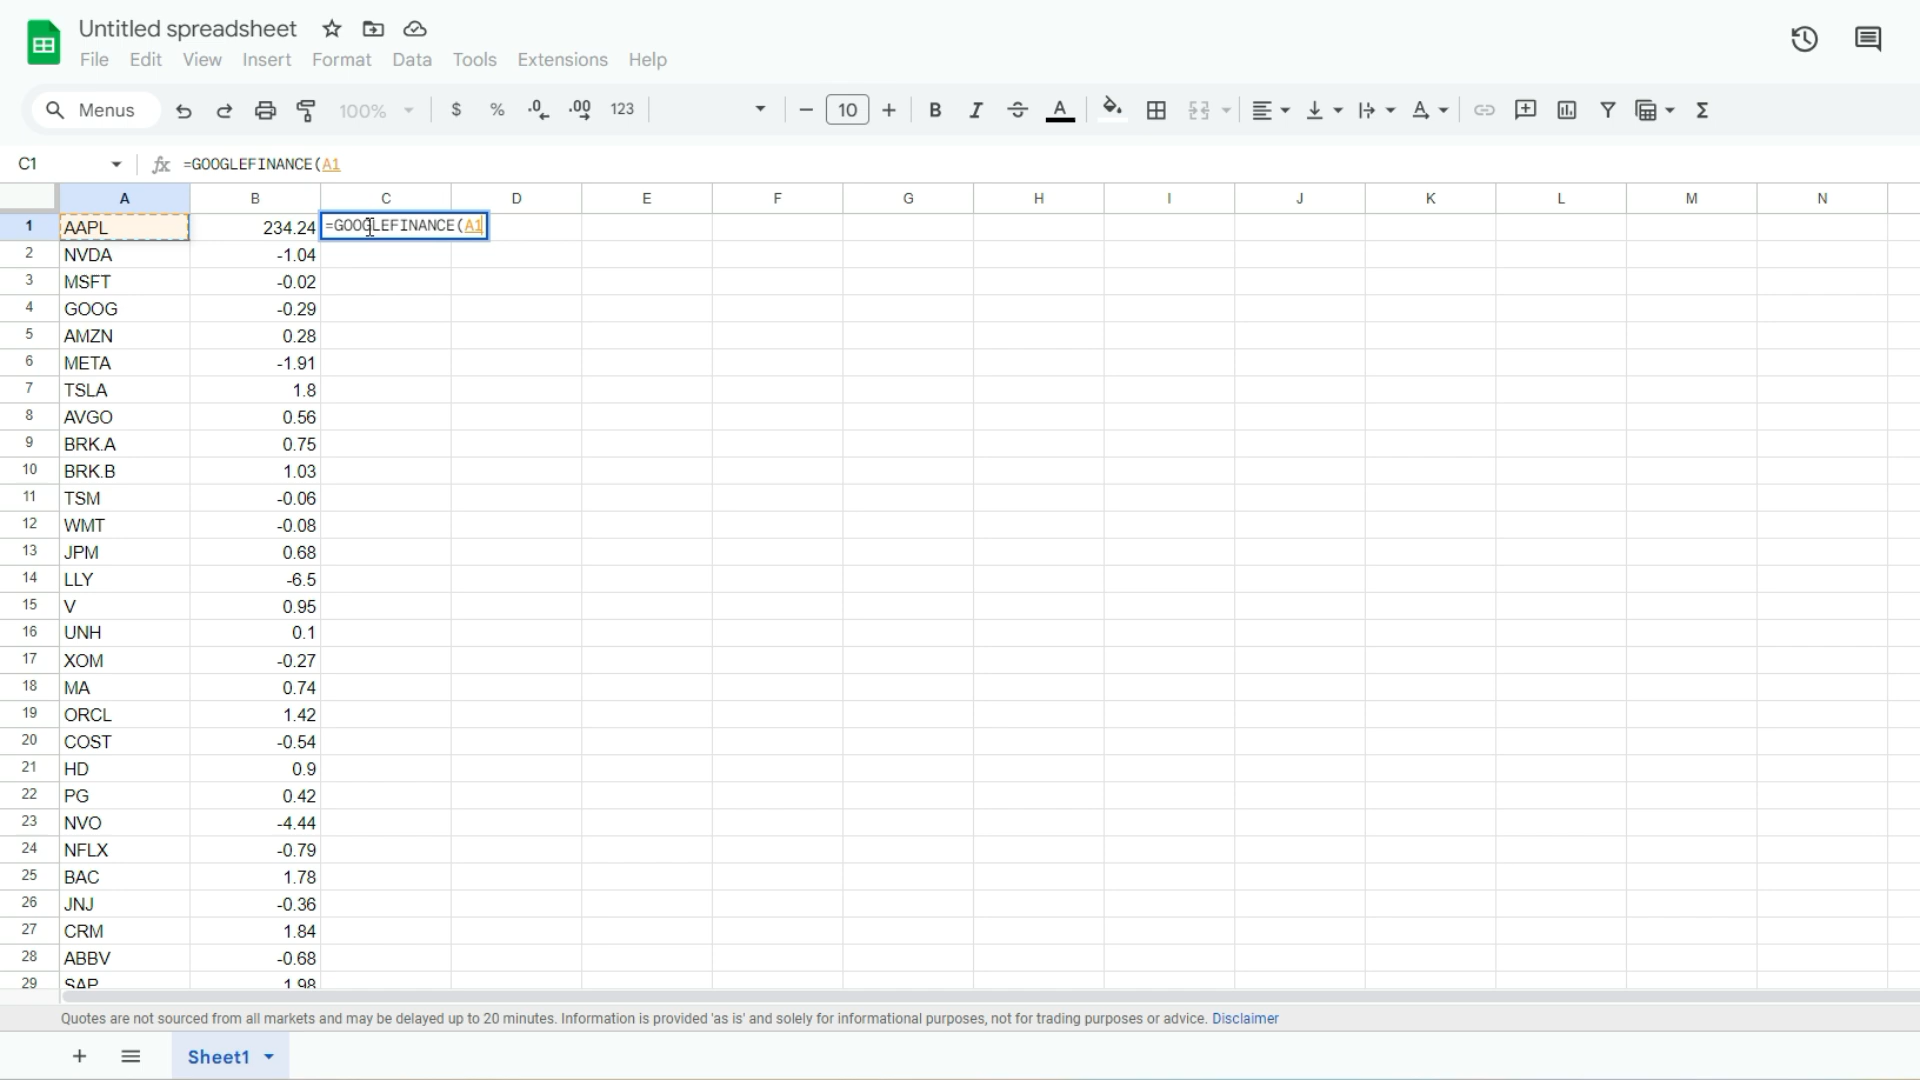 Untitled spreadsheet
File Edit View Insert Format Data Tools Extensions Help
Menus 100% $ % .0 .00 123 10 B I A A Σ
C1 fx =GOOGLEFINANCE(A1
A B C D E F G H I J K L M N
1 AAPL 234.24 =GOOGLEFINANCE(A1
2 NVDA -1.04
3 MSFT -0.02
4 GOOG -0.29
5 AMZN 0.28
6 META -1.91
7 TSLA 1.8
8 AVGO 0.56
9 BRK.A 0.75
10 BRK.B 1.03
11 TSM -0.06
12 WMT -0.08
13 JPM 0.68
14 LLY -6.5
15 V 0.95
16 UNH 0.1
17 XOM -0.27
18 MA 0.74
19 ORCL 1.42
20 COST -0.54
21 HD 0.9
22 PG 0.42
23 NVO -4.44
24 NFLX -0.79
25 BAC 1.78
26 JNJ -0.36
27 CRM 1.84
28 ABBV -0.68
29 SAP 1.98
Quotes are not sourced from all markets and may be delayed up to 20 minutes. Information is provided 'as is' and solely for informational purposes, not for trading purposes or advice. Disclaimer
Sheet1